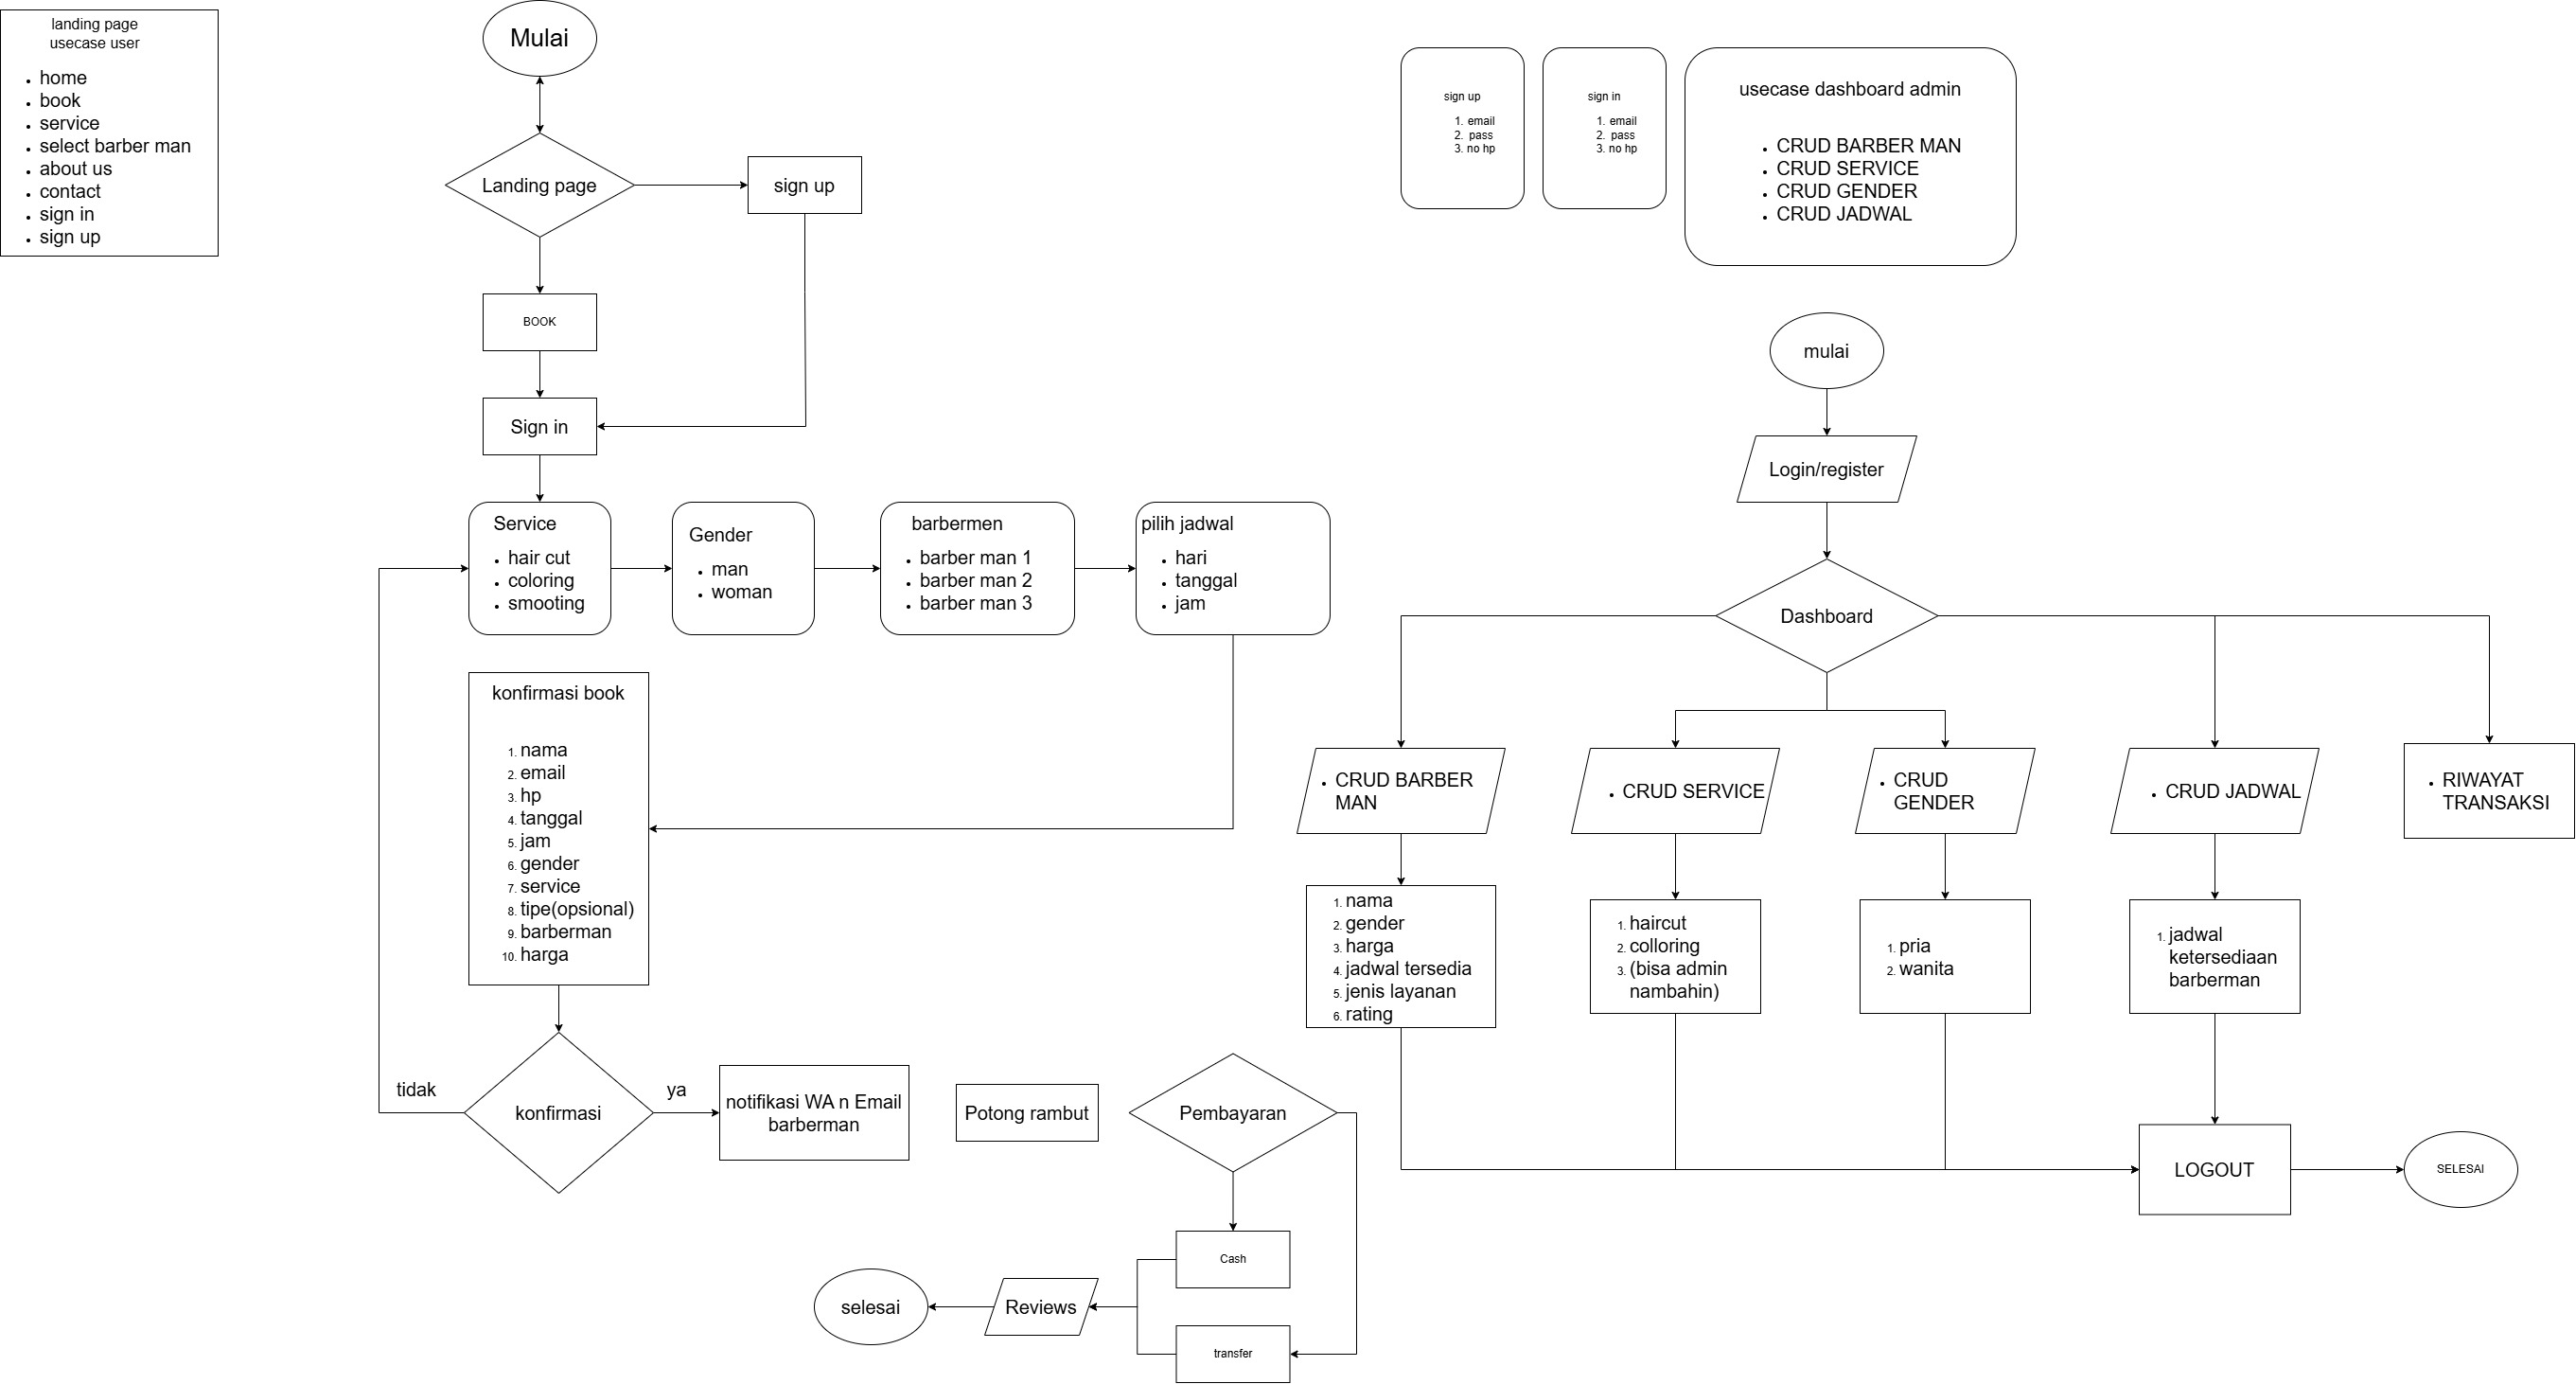 landing page
usecase user
home
book
service
select barber man
about us
contact
sign in
sign up
Mulai
Landing page
sign up
BOOK
Sign in
Service
hair cut
coloring
smooting
Gender
man
woman
barbermen
barber man 1
barber man 2
barber man 3
pilih jadwal
hari
tanggal
jam
konfirmasi book
1. nama
2. email
3. hp
4. tanggal
5. jam
6. gender
7. service
8. tipe(opsional)
9. barberman
10. harga
konfirmasi
tidak
ya
notifikasi WA n Email
barberman
Potong rambut
Pembayaran
Cash
transfer
Reviews
selesai
sign up
1. email
2. pass
3. no hp
sign in
1. email
2. pass
3. no hp
usecase dashboard admin
CRUD BARBER MAN
CRUD SERVICE
CRUD GENDER
CRUD JADWAL
mulai
Login/register
Dashboard
CRUD BARBER
MAN
CRUD SERVICE
CRUD
GENDER
CRUD JADWAL
RIWAYAT
TRANSAKSI
1. nama
2. gender
3. harga
4. jadwal tersedia
5. jenis layanan
6. rating
1. haircut
2. colloring
3. (bisa admin
nambahin)
1. pria
2. wanita
1. jadwal
ketersediaan
barberman
LOGOUT
SELESAI